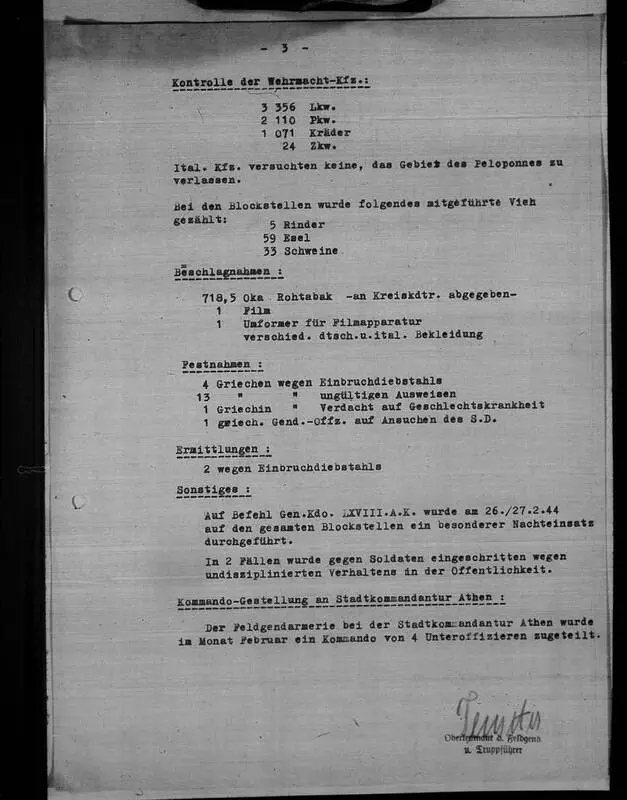 - 3 -
Kontrolle der Wehrmacht-Kfz.:
3 356 Lkw.
2 110 Pkw.
1 071 Kräder
24 Zkw.
Ital. Kfz. versuchten keine, das Gebiet des Peloponnes zu
verlassen.
Bei den Blockstellen wurde folgendes mitgeführte Vieh
gezählt:
5 Rinder
59 Esel
33 Schweine
Beschlagnahmen :
718,5 Oka Rohtabak -an Kreiskdtr. abgegeben-
1 Film
1 Umformer für Filmapparatur
verschied. dtsch.u.ital. Bekleidung
Festnahmen :
4 Griechen wegen Einbruchdiebstahls
13 " " ungültigen Ausweisen
1 Griechin " Verdacht auf Geschlechtskrankheit
1 griech. Gend.-Offz. auf Ansuchen des S.D.
Ermittlungen :
2 wegen Einbruchdiebstahls
Sonstiges :
Auf Befehl Gen.Kdo. LXVIII.A.K. wurde am 26./27.2.44
auf den gesamten Blockstellen ein besonderer Nachteinsatz
durchgeführt.
In 2 Fällen wurde gegen Soldaten eingeschritten wegen
undisziplinierten Verhaltens in der Öffentlichkeit.
Kommando-Gestellung an Stadtkommandantur Athen :
Der Feldgendarmerie bei der Stadtkommandantur Athen wurde
im Monat Februar ein Kommando von 4 Unteroffizieren zugeteilt.
Oberleutnant d. Feldgend
u. Truppführer